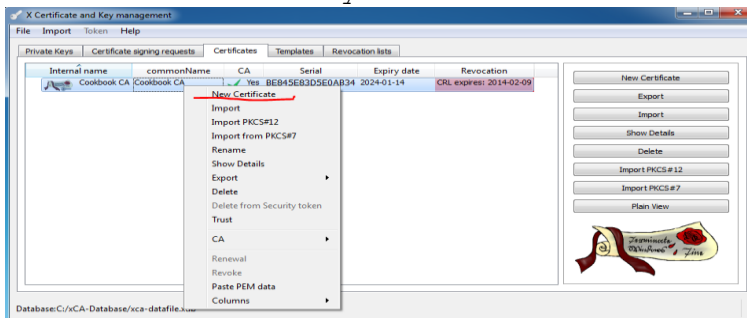 X Certificate and Key management
File Import Token Help
Private Keys Certificate signing requests Certificates Templates Revocation lists
Internal name commonName CA Serial Expiry date Revocation
Cookbook CA Cookbook CA Yes BEB45E83D5E0AB34 2024-01-14 CRL expires: 2014-02-09
New Certificate
Import
Import PKCS#12
Import from PKCS#7
Rename
Show Details
Export
Delete
Delete from Security token
Trust
CA
Renewal
Revoke
Paste PEM data
Columns
New Certificate
Export
Import
Show Details
Delete
Import PKCS#12
Import PKCS#7
Plain View
Database:C:/xCA-Database/xca-datafile.xdb